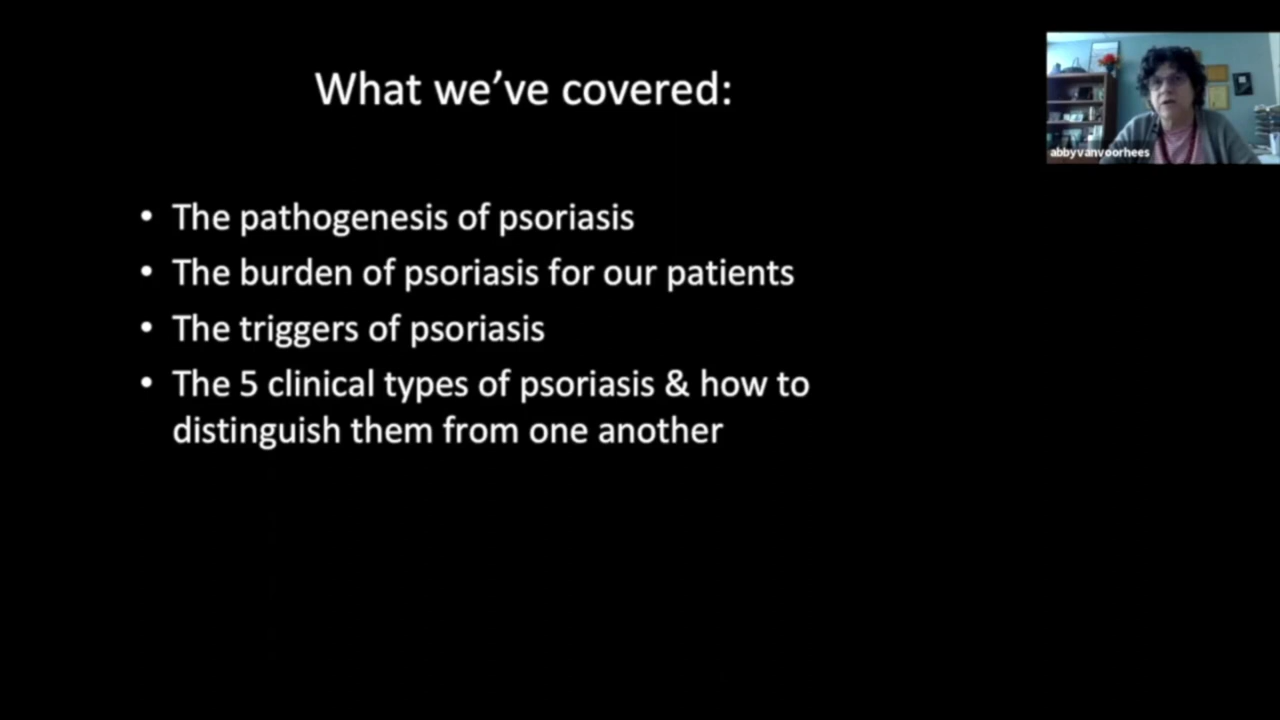 What we’ve covered:
abbyvanvoorhees
• The pathogenesis of psoriasis
• The burden of psoriasis for our patients
• The triggers of psoriasis
• The 5 clinical types of psoriasis & how to
distinguish them from one another